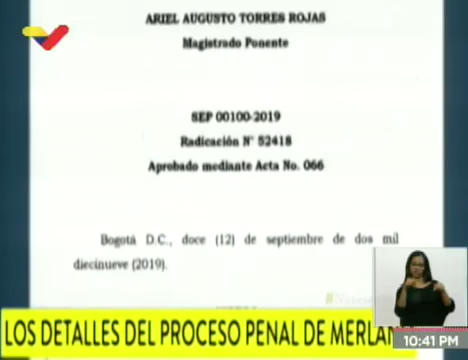 ARIEL AUGUSTO TORRES ROJAS
Magistrado Ponente
SEP 00100-2019
Radicación N° 52418
Aprobado mediante Acta No. 066
Bogotá D.C., doce (12) de septiembre de dos mil
diecinueve (2019).
LOS DETALLES DEL PROCESO PENAL DE
10:41 PM